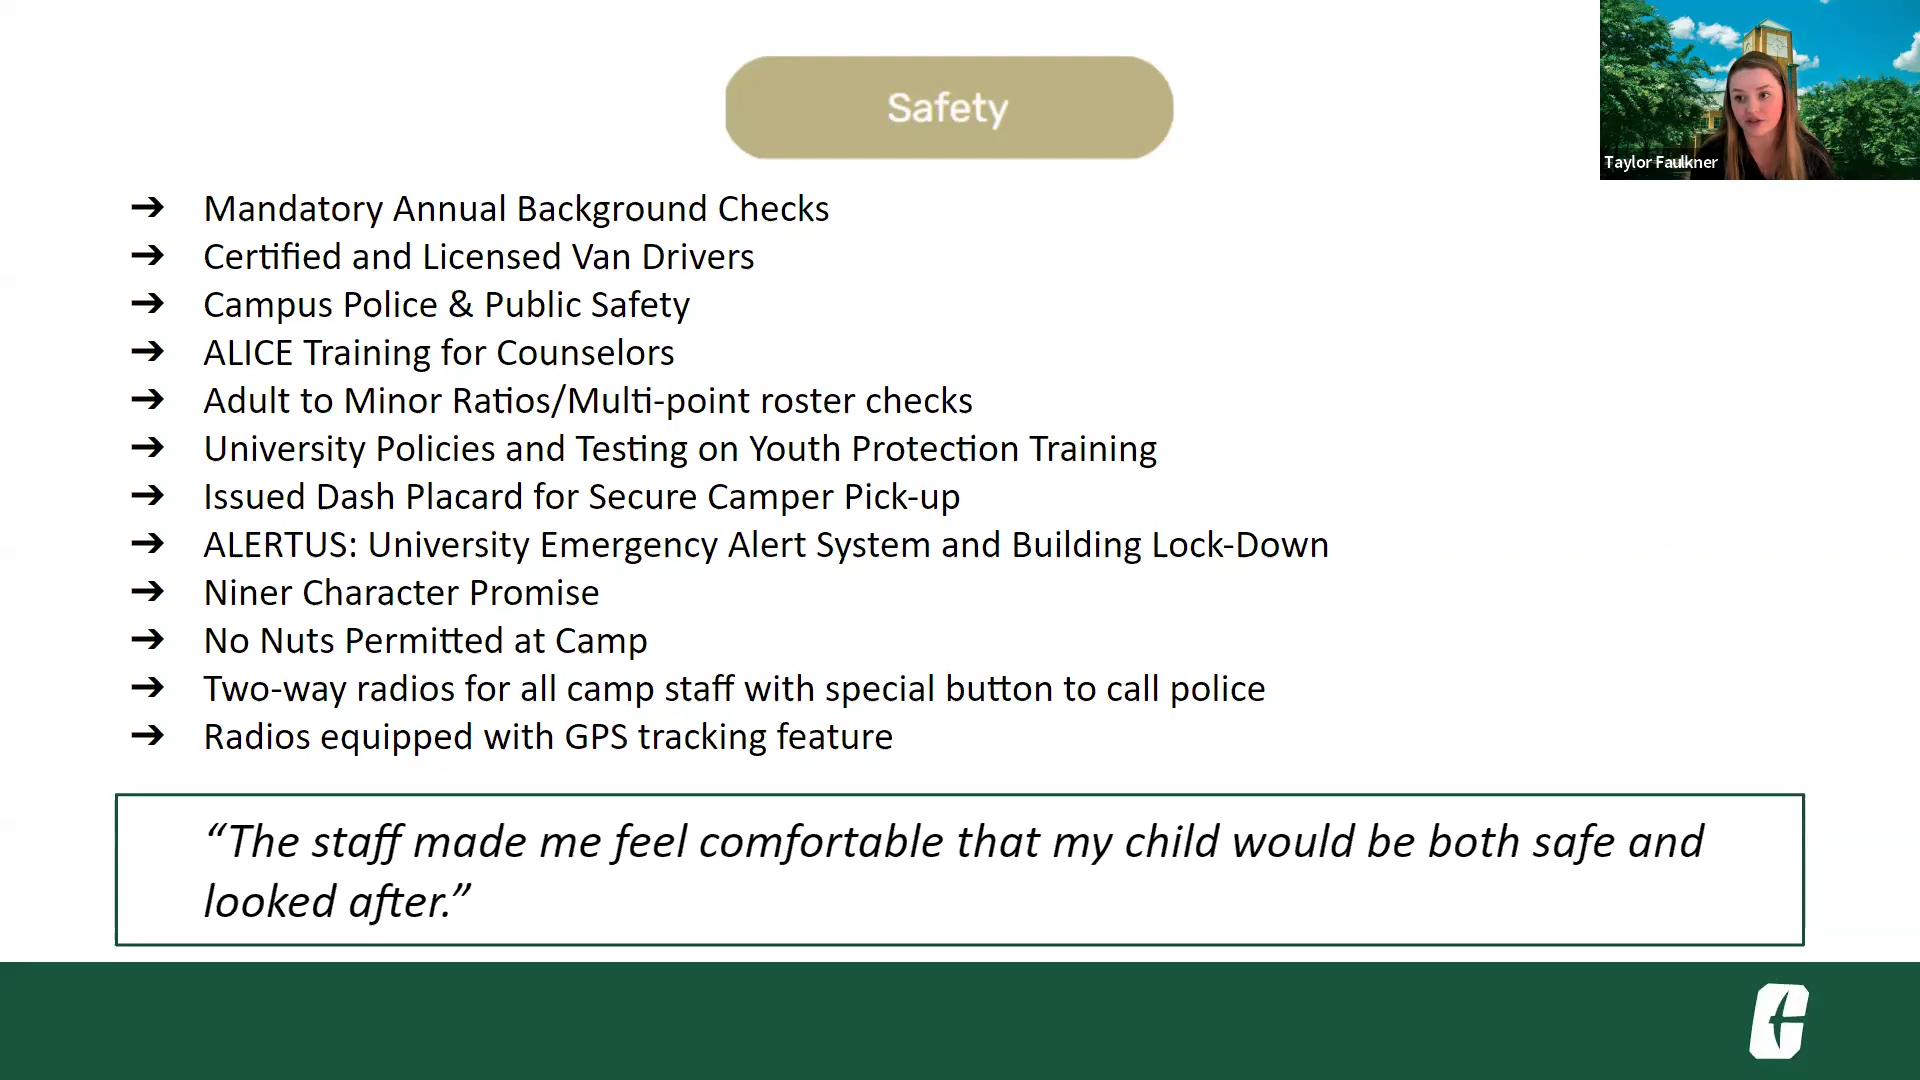 Safety
Taylor Faulkner
➔ Mandatory Annual Background Checks
➔ Certified and Licensed Van Drivers
➔ Campus Police & Public Safety
➔ ALICE Training for Counselors
➔ Adult to Minor Ratios/Multi-point roster checks
➔ University Policies and Testing on Youth Protection Training
➔ Issued Dash Placard for Secure Camper Pick-up
➔ ALERTUS: University Emergency Alert System and Building Lock-Down
➔ Niner Character Promise
➔ No Nuts Permitted at Camp
➔ Two-way radios for all camp staff with special button to call police
➔ Radios equipped with GPS tracking feature
“The staff made me feel comfortable that my child would be both safe and
looked after.”